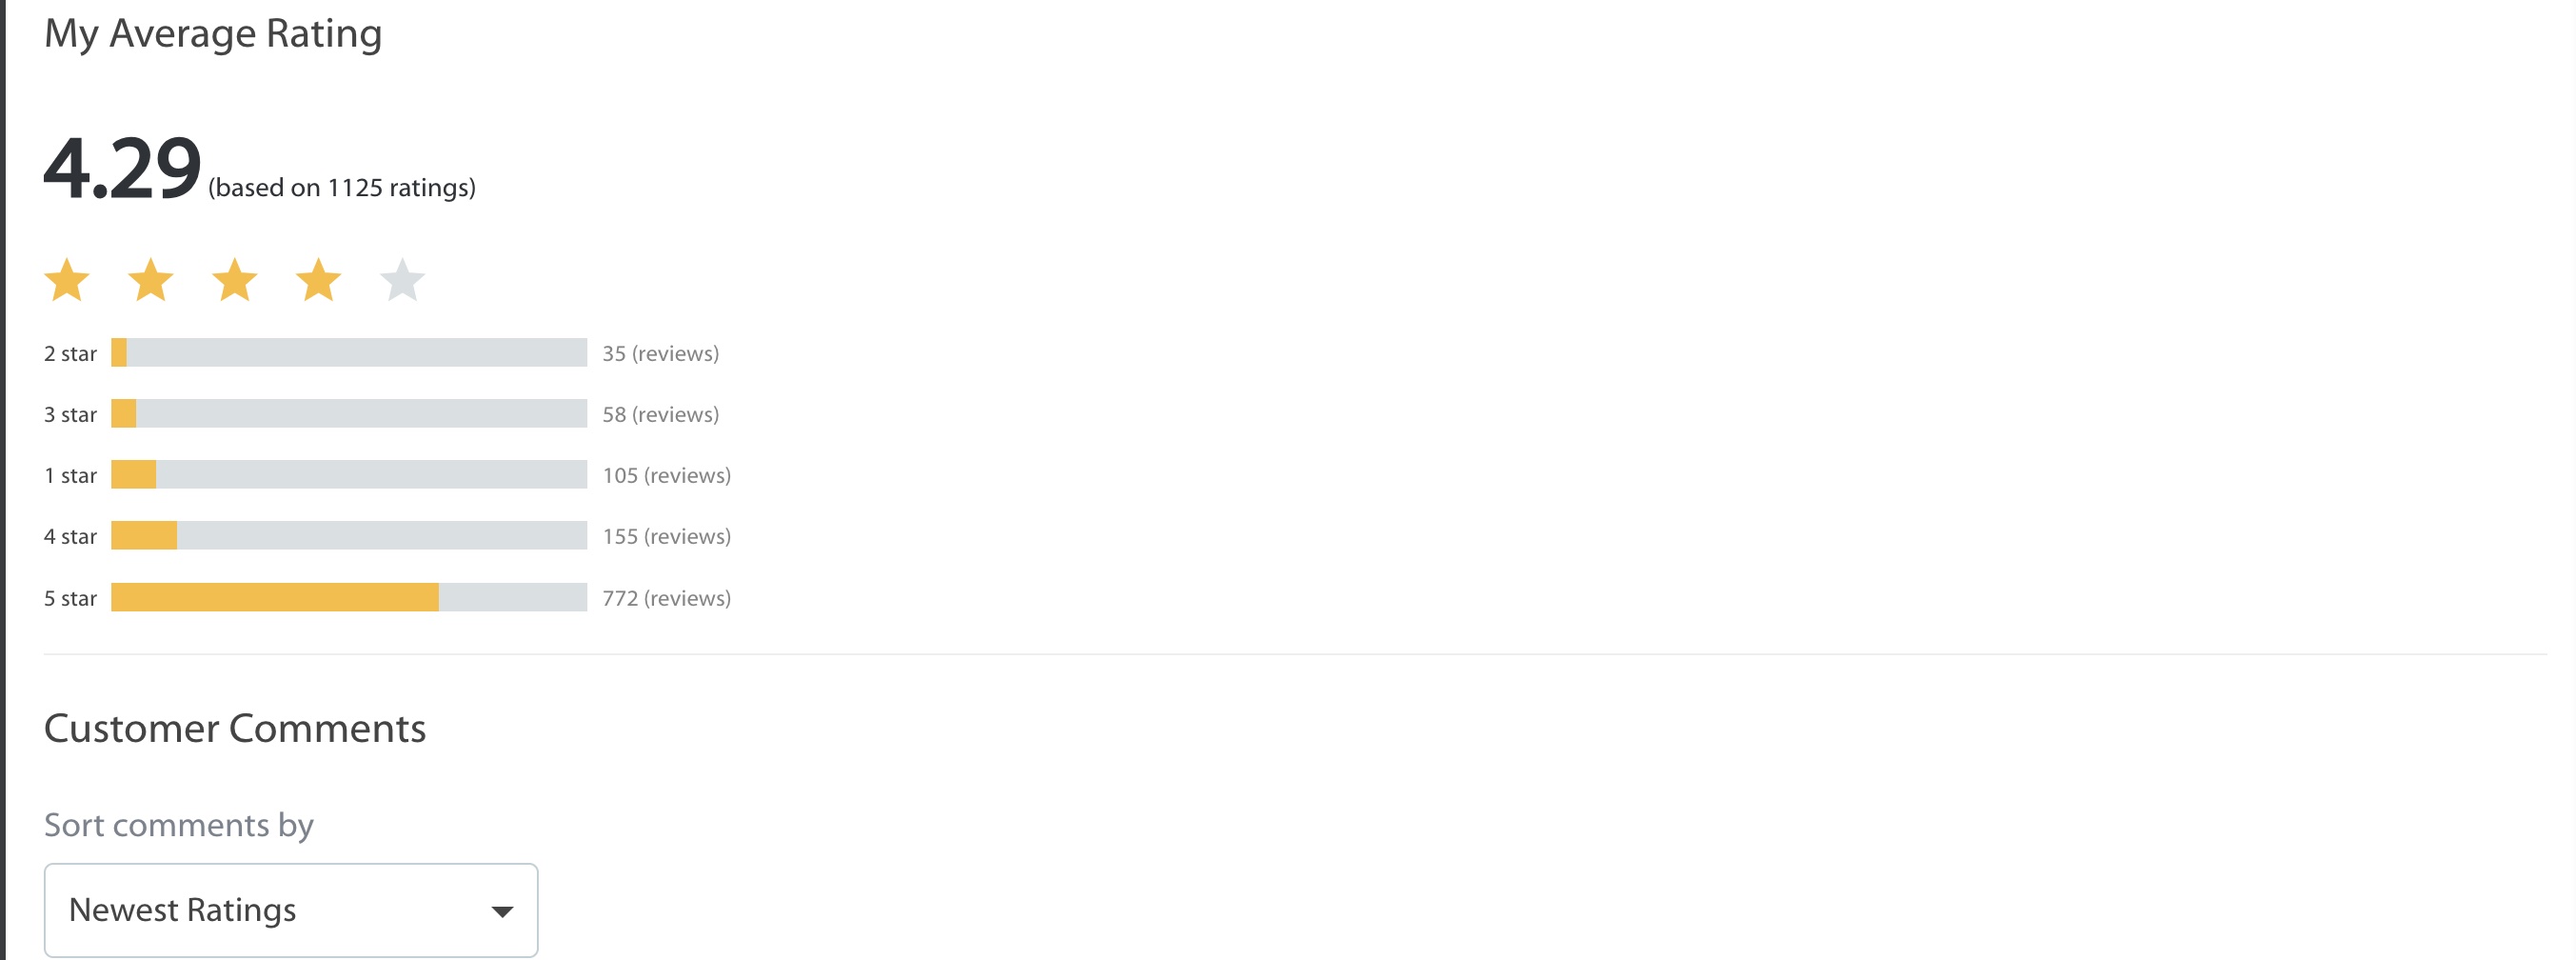 My Average Rating
4.29 (based on 1125 ratings)
2 star 35 (reviews)
3 star 58 (reviews)
1 star 105 (reviews)
4 star 155 (reviews)
5 star 772 (reviews)
Customer Comments
Sort comments by
Newest Ratings